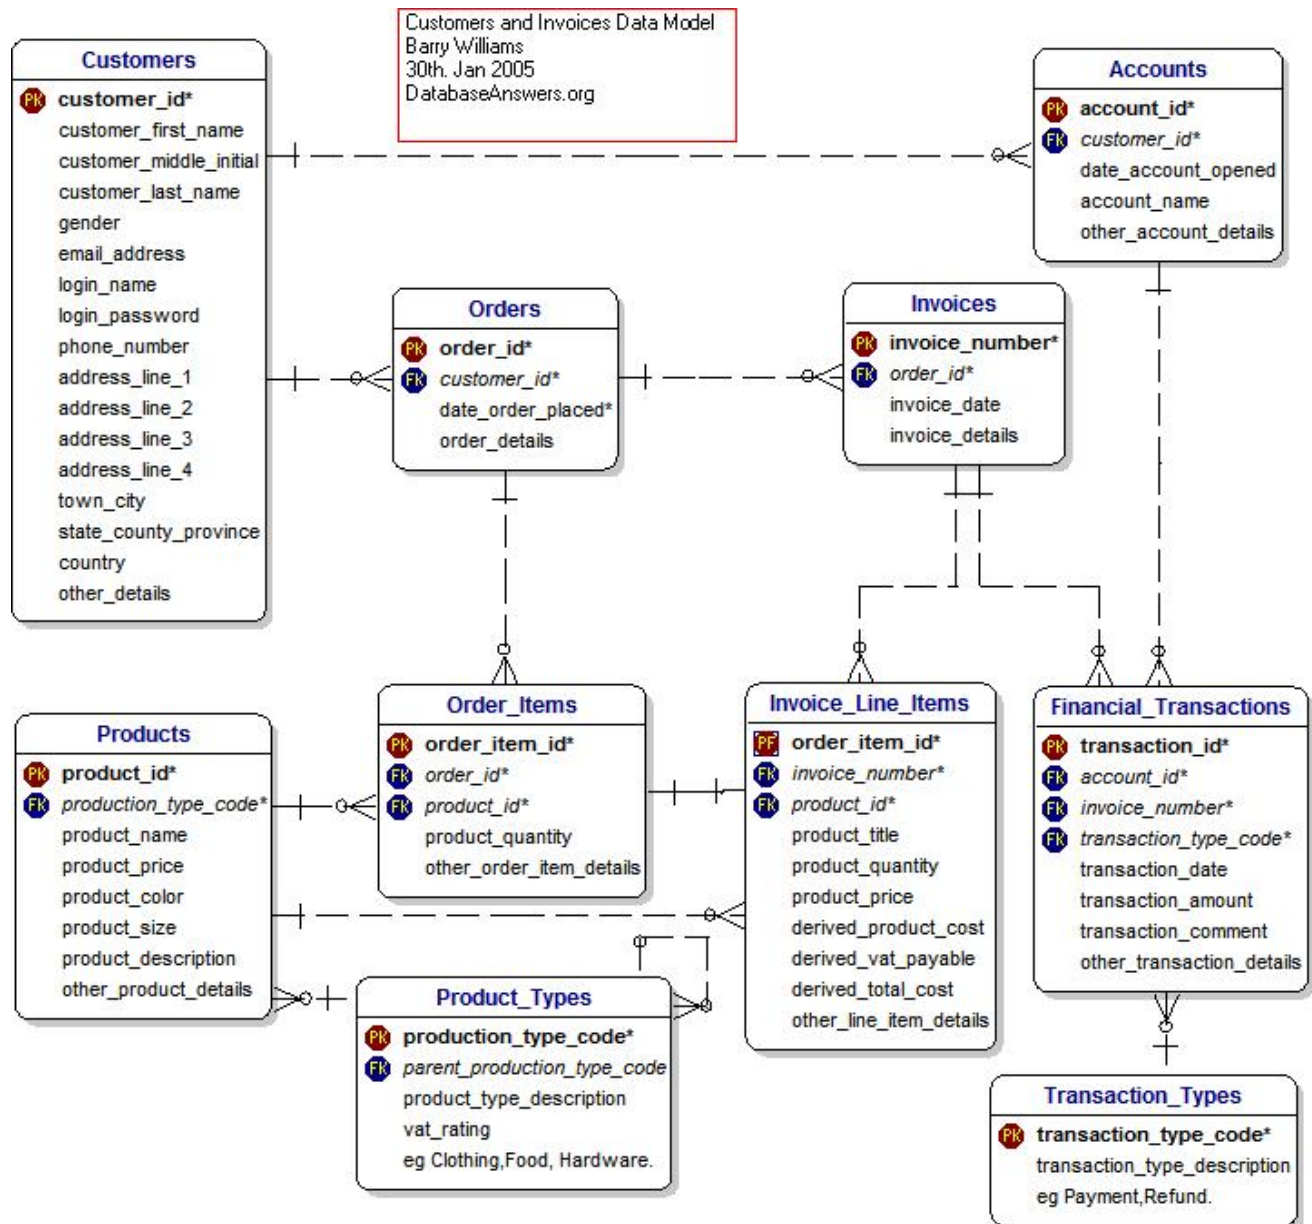 Customers and Invoices Data Model
Barry Williams
30th. Jan 2005
DatabaseAnswers.org
Customers
PK customer_id*
customer_first_name
customer_middle_initial
customer_last_name
gender
email_address
login_name
login_password
phone_number
address_line_1
address_line_2
address_line_3
address_line_4
town_city
state_county_province
country
other_details
Accounts
PK account_id*
FK customer_id*
date_account_opened
account_name
other_account_details
Orders
PK order_id*
FK customer_id*
date_order_placed*
order_details
Invoices
PK invoice_number*
FK order_id*
invoice_date
invoice_details
Products
PK product_id*
FK production_type_code*
product_name
product_price
product_color
product_size
product_description
other_product_details
Order_Items
PK order_item_id*
FK order_id*
FK product_id*
product_quantity
other_order_item_details
Invoice_Line_Items
PF order_item_id*
FK invoice_number*
FK product_id*
product_title
product_quantity
product_price
derived_product_cost
derived_vat_payable
derived_total_cost
other_line_item_details
Financial_Transactions
PK transaction_id*
FK account_id*
FK invoice_number*
FK transaction_type_code*
transaction_date
transaction_amount
transaction_comment
other_transaction_details
Product_Types
PK production_type_code*
FK parent_production_type_code
product_type_description
vat_rating
eg Clothing,Food, Hardware.
Transaction_Types
PK transaction_type_code*
transaction_type_description
eg Payment,Refund.